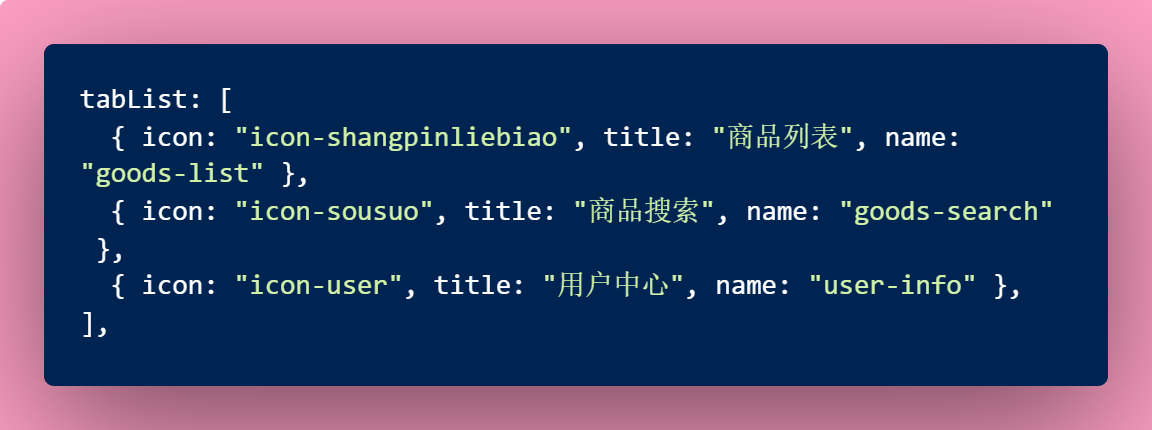 tabList: [
  { icon: "icon-shangpinliebiao", title: "商品列表", name:
"goods-list" },
  { icon: "icon-sousuo", title: "商品搜索", name: "goods-search"
 },
  { icon: "icon-user", title: "用户中心", name: "user-info" },
],